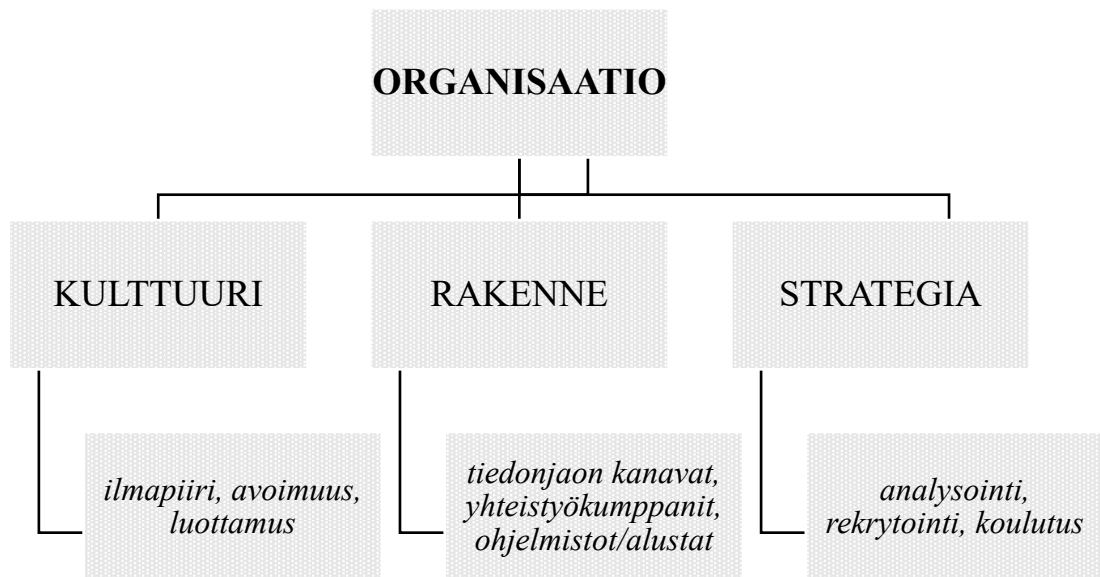 ORGANISAATIO
KULTTUURI
RAKENNE
STRATEGIA
ilmapiiri, avoimuus,
luottamus
tiedonjaon kanavat,
yhteistyökumppanit,
ohjelmistot/alustat
analysointi,
rekrytointi, koulutus